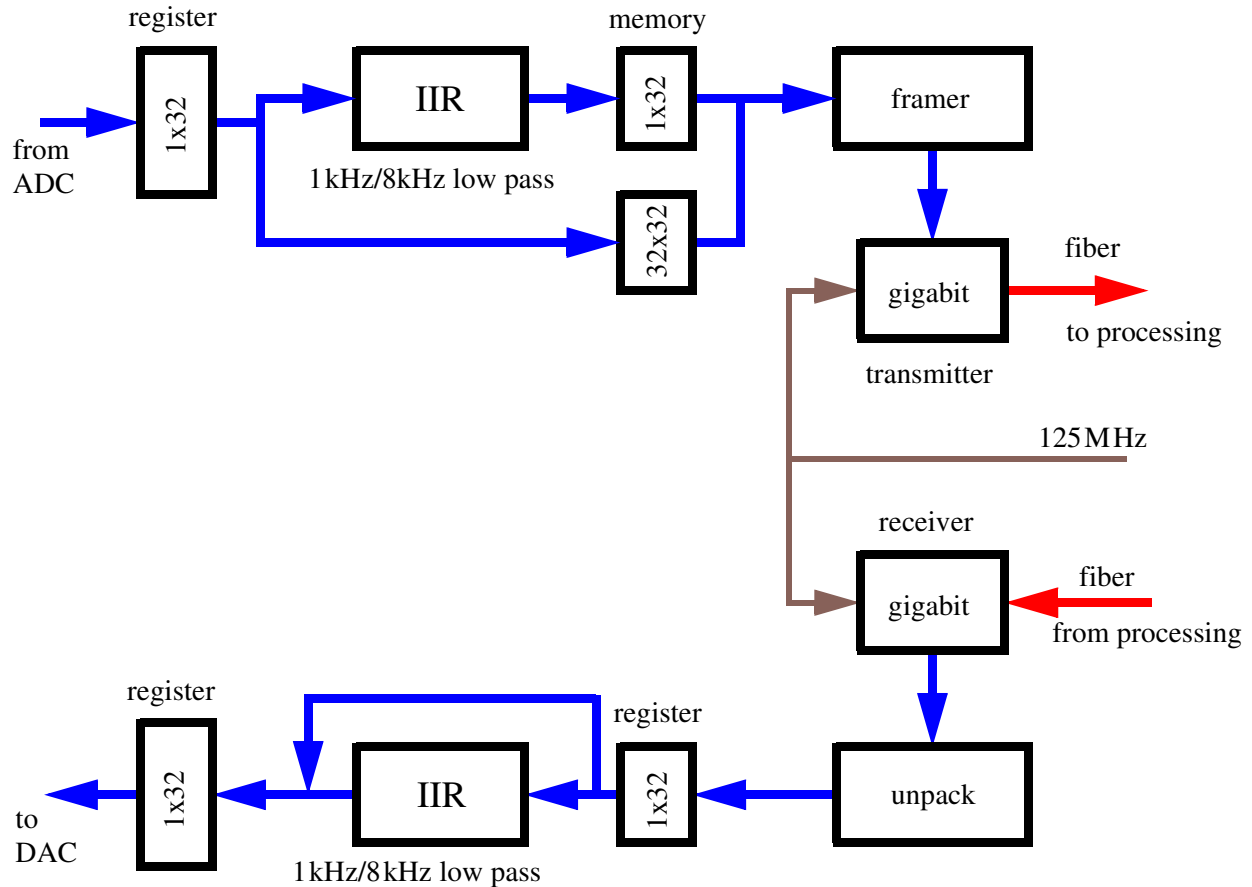 register
memory
1x32
IIR
1x32
framer
from
ADC
1kHz/8kHz low pass
32x32
fiber
gigabit
to processing
transmitter
125MHz
receiver
fiber
gigabit
from processing
register
register
1x32
IIR
1x32
unpack
to
DAC
1kHz/8kHz low pass